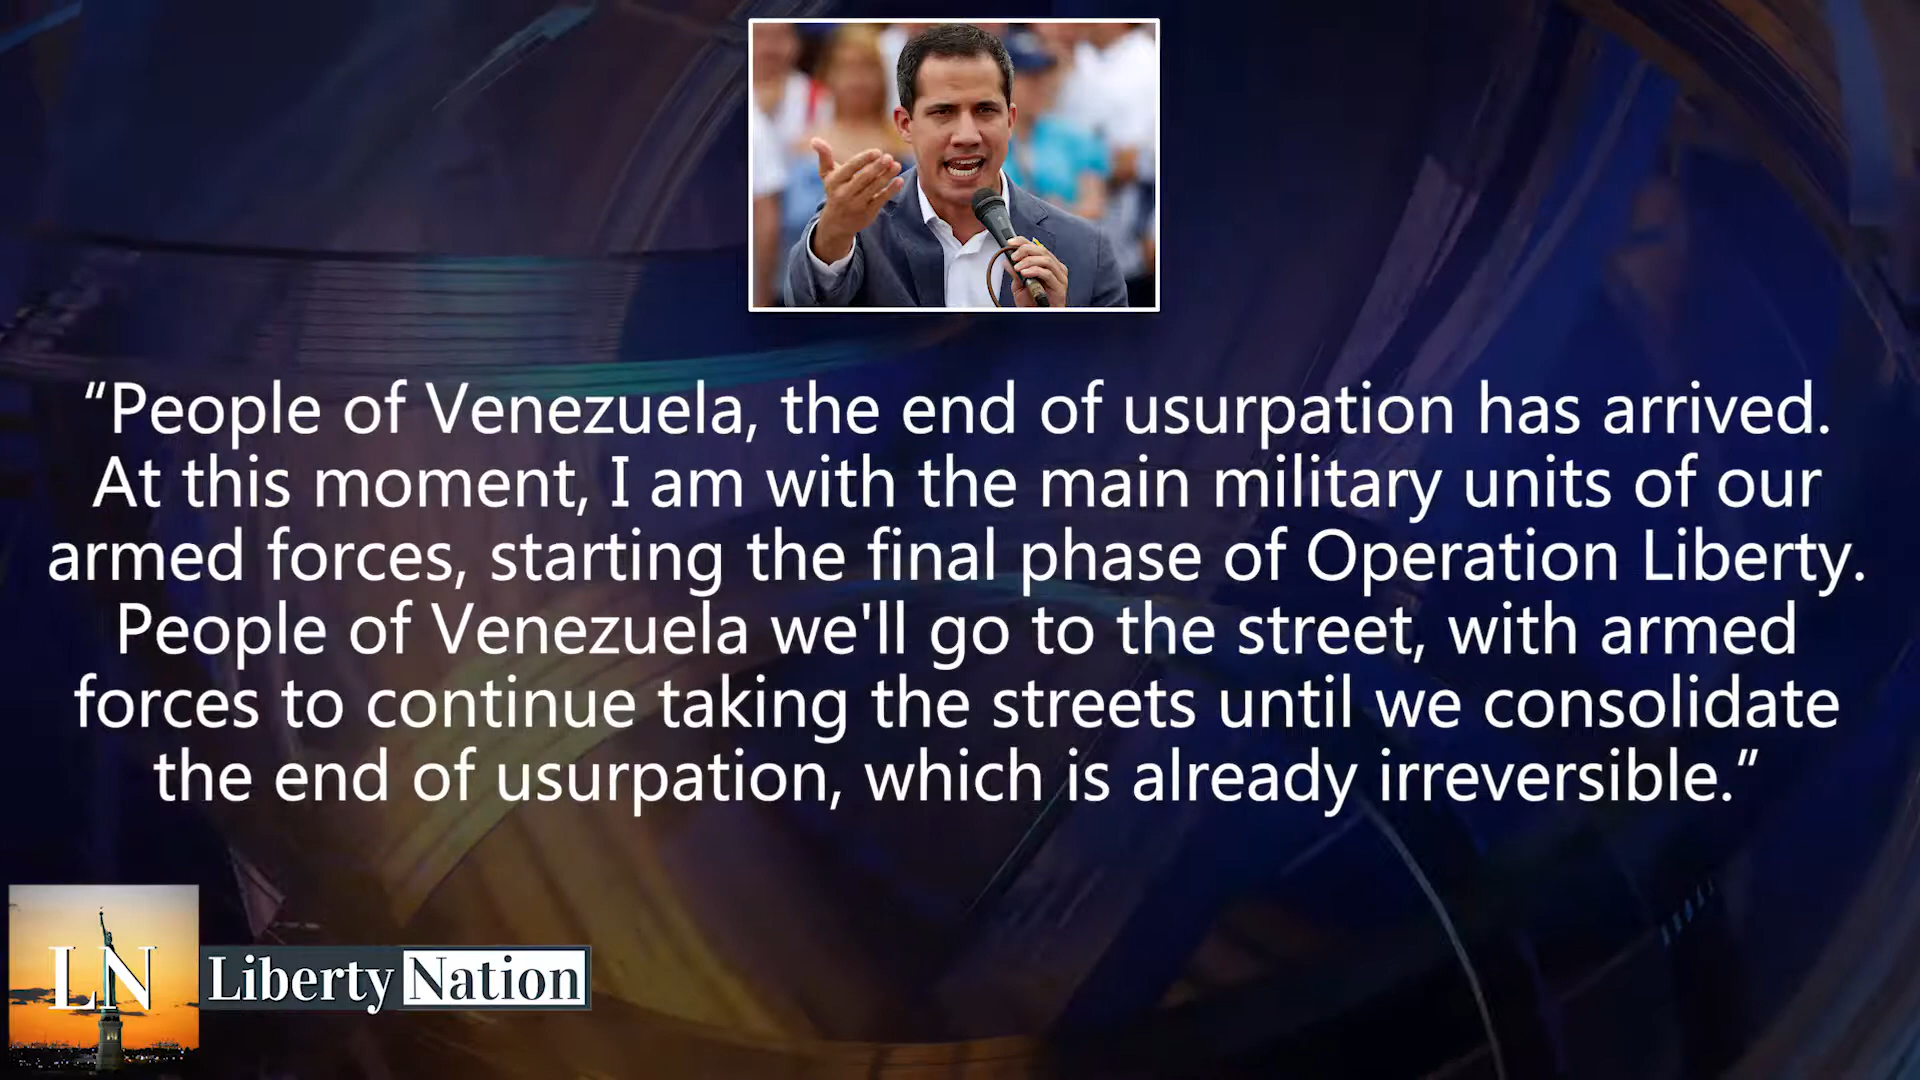 “People of Venezuela, the end of usurpation has arrived.
At this moment, I am with the main military units of our
armed forces, starting the final phase of Operation Liberty.
People of Venezuela we'll go to the street, with armed
forces to continue taking the streets until we consolidate
the end of usurpation, which is already irreversible.”
LN
Liberty Nation